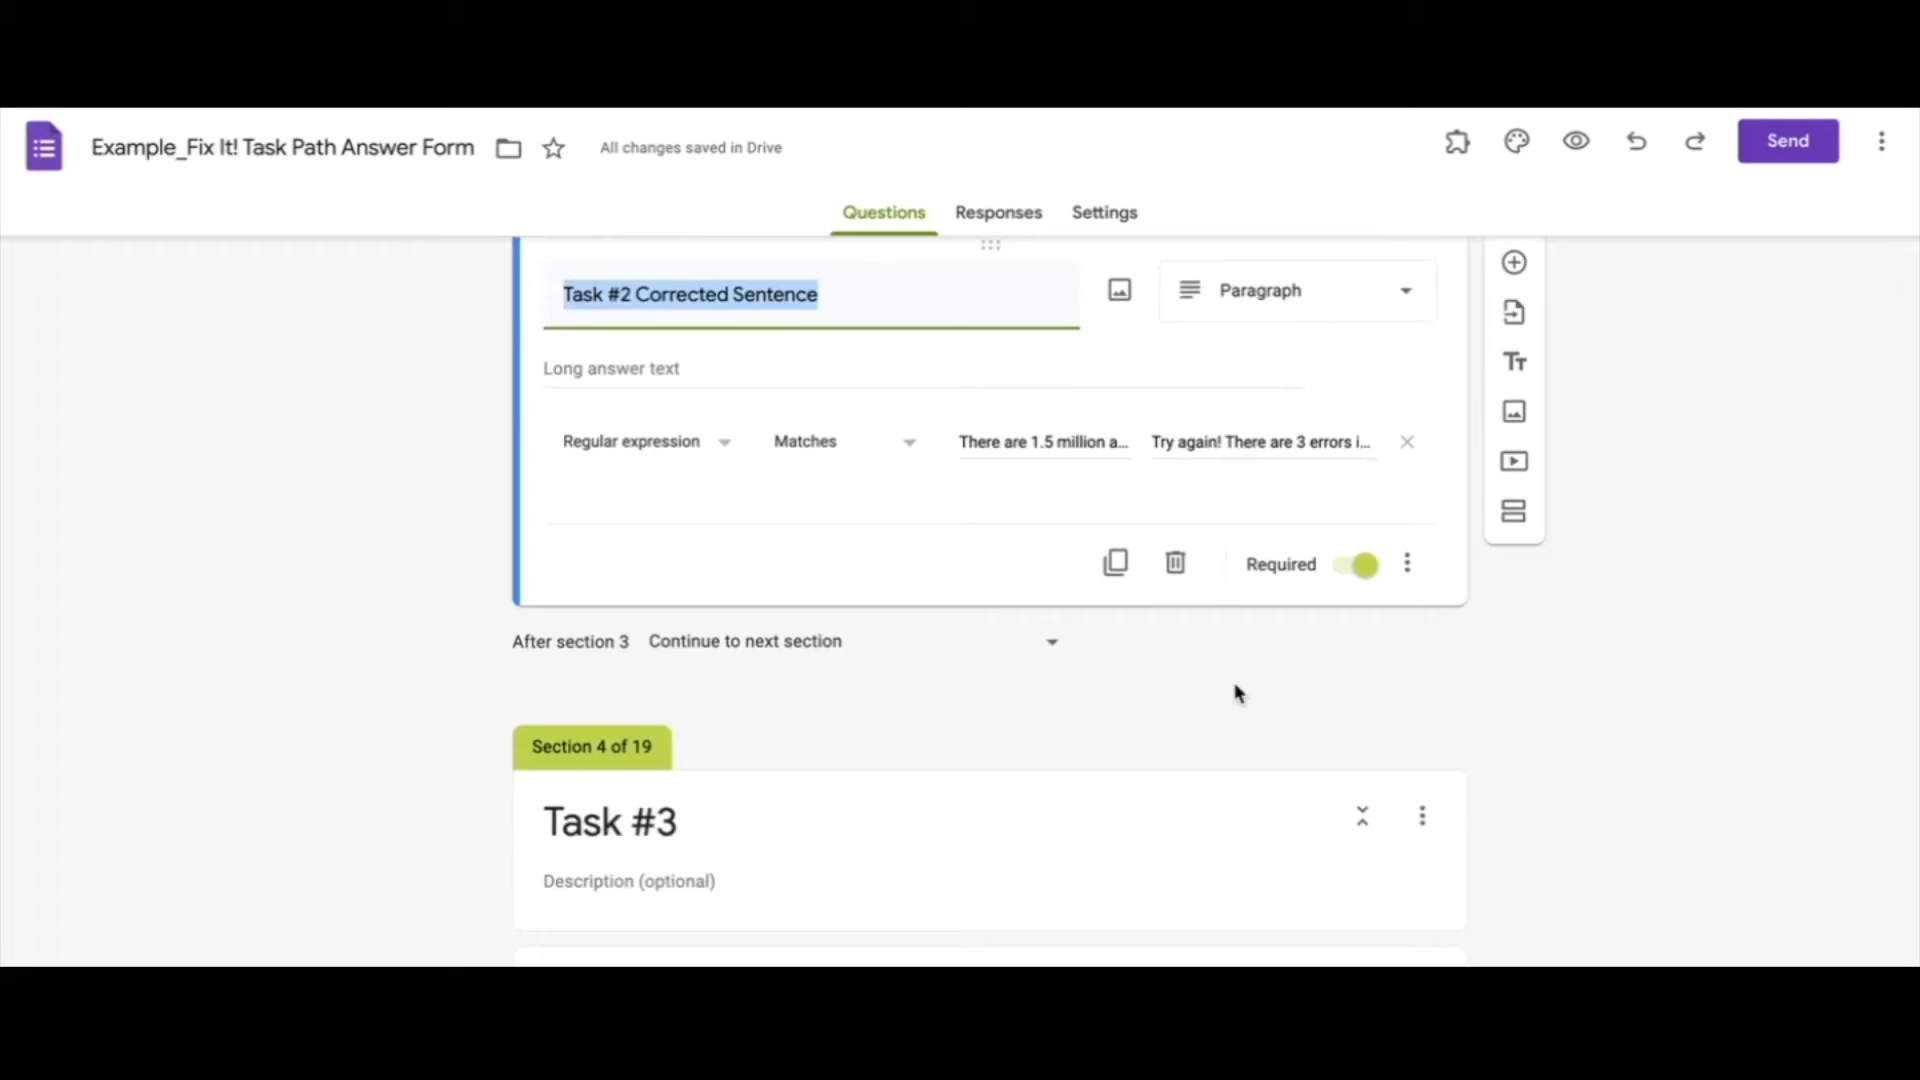 Example_Fix It! Task Path Answer Form
All changes saved in Drive
Send
Questions Responses Settings
Task #2 Corrected Sentence
Paragraph
Long answer text
Regular expression Matches There are 1.5 million a... Try again! There are 3 errors i...
Required
After section 3 Continue to next section
Section 4 of 19
Task #3
Description (optional)